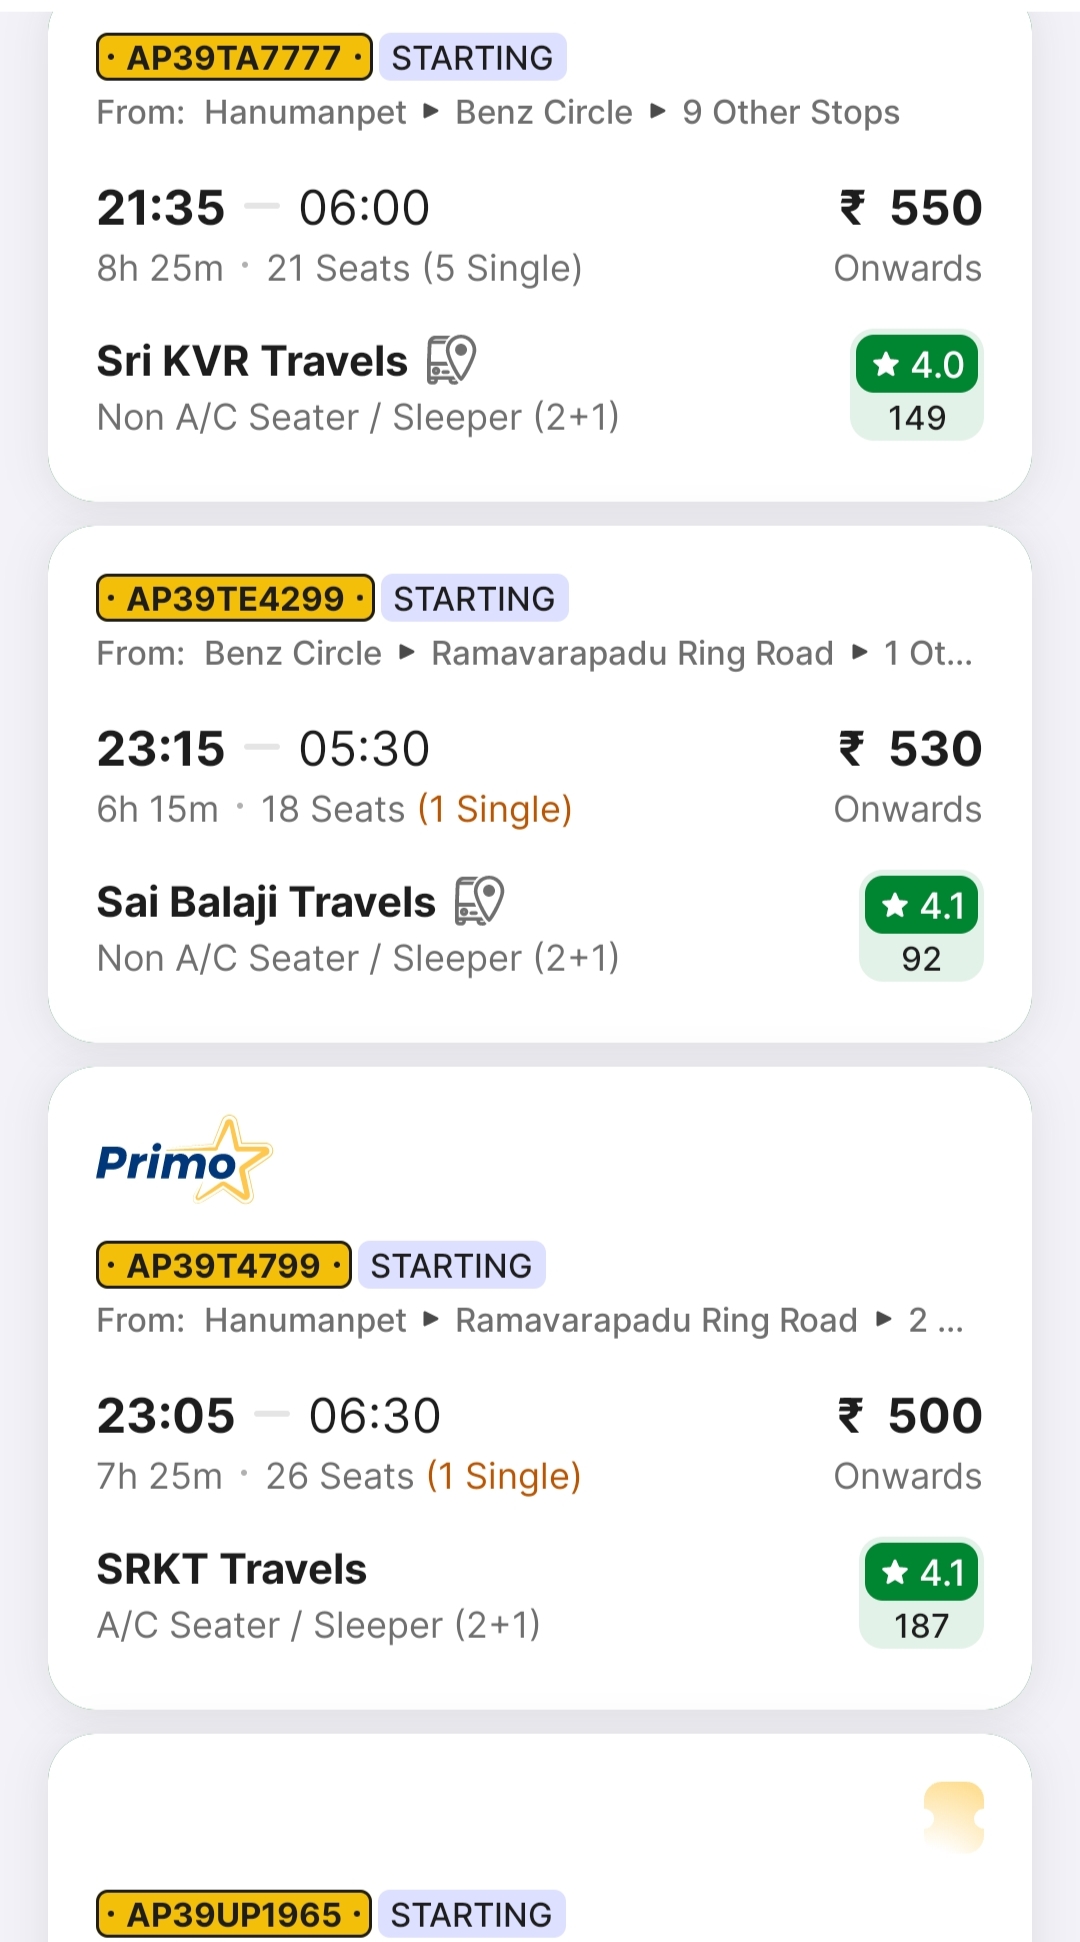 · AP39TA7777 · STARTING
From: Hanumanpet ▶ Benz Circle ▶ 9 Other Stops
21:35 — 06:00 ₹ 550
8h 25m · 21 Seats (5 Single) Onwards
Sri KVR Travels ★ 4.0
Non A/C Seater / Sleeper (2+1) 149
· AP39TE4299 · STARTING
From: Benz Circle ▶ Ramavarapadu Ring Road ▶ 1 Ot...
23:15 — 05:30 ₹ 530
6h 15m · 18 Seats (1 Single) Onwards
Sai Balaji Travels ★ 4.1
Non A/C Seater / Sleeper (2+1) 92
Primo
· AP39T4799 · STARTING
From: Hanumanpet ▶ Ramavarapadu Ring Road ▶ 2 ...
23:05 — 06:30 ₹ 500
7h 25m · 26 Seats (1 Single) Onwards
SRKT Travels ★ 4.1
A/C Seater / Sleeper (2+1) 187
· AP39UP1965 · STARTING